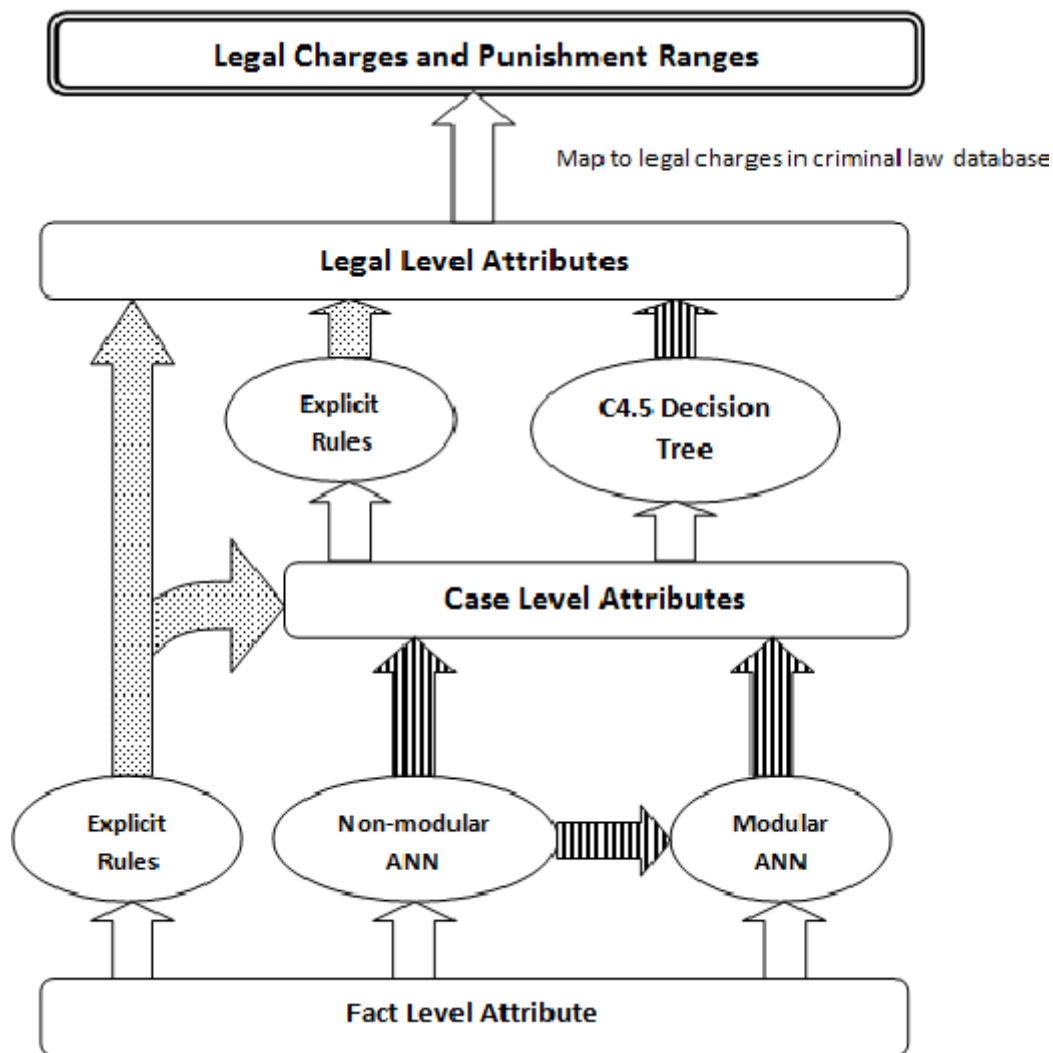 Legal Charges and Punishment Ranges
Map to legal charges in criminal law database
Legal Level Attributes
Explicit
Rules
C4.5 Decision
Tree
Case Level Attributes
Explicit
Rules
Non-modular
ANN
Modular
ANN
Fact Level Attribute